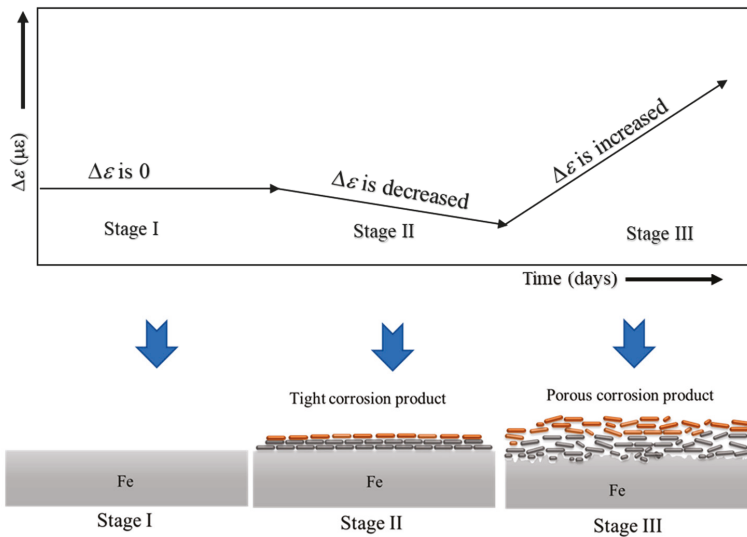 Δε (με)
Δε is 0
Δε is decreased
Δε is increased
Stage I
Stage II
Stage III
Time (days)
Tight corrosion product
Porous corrosion product
Fe
Fe
Fe
Stage I
Stage II
Stage III